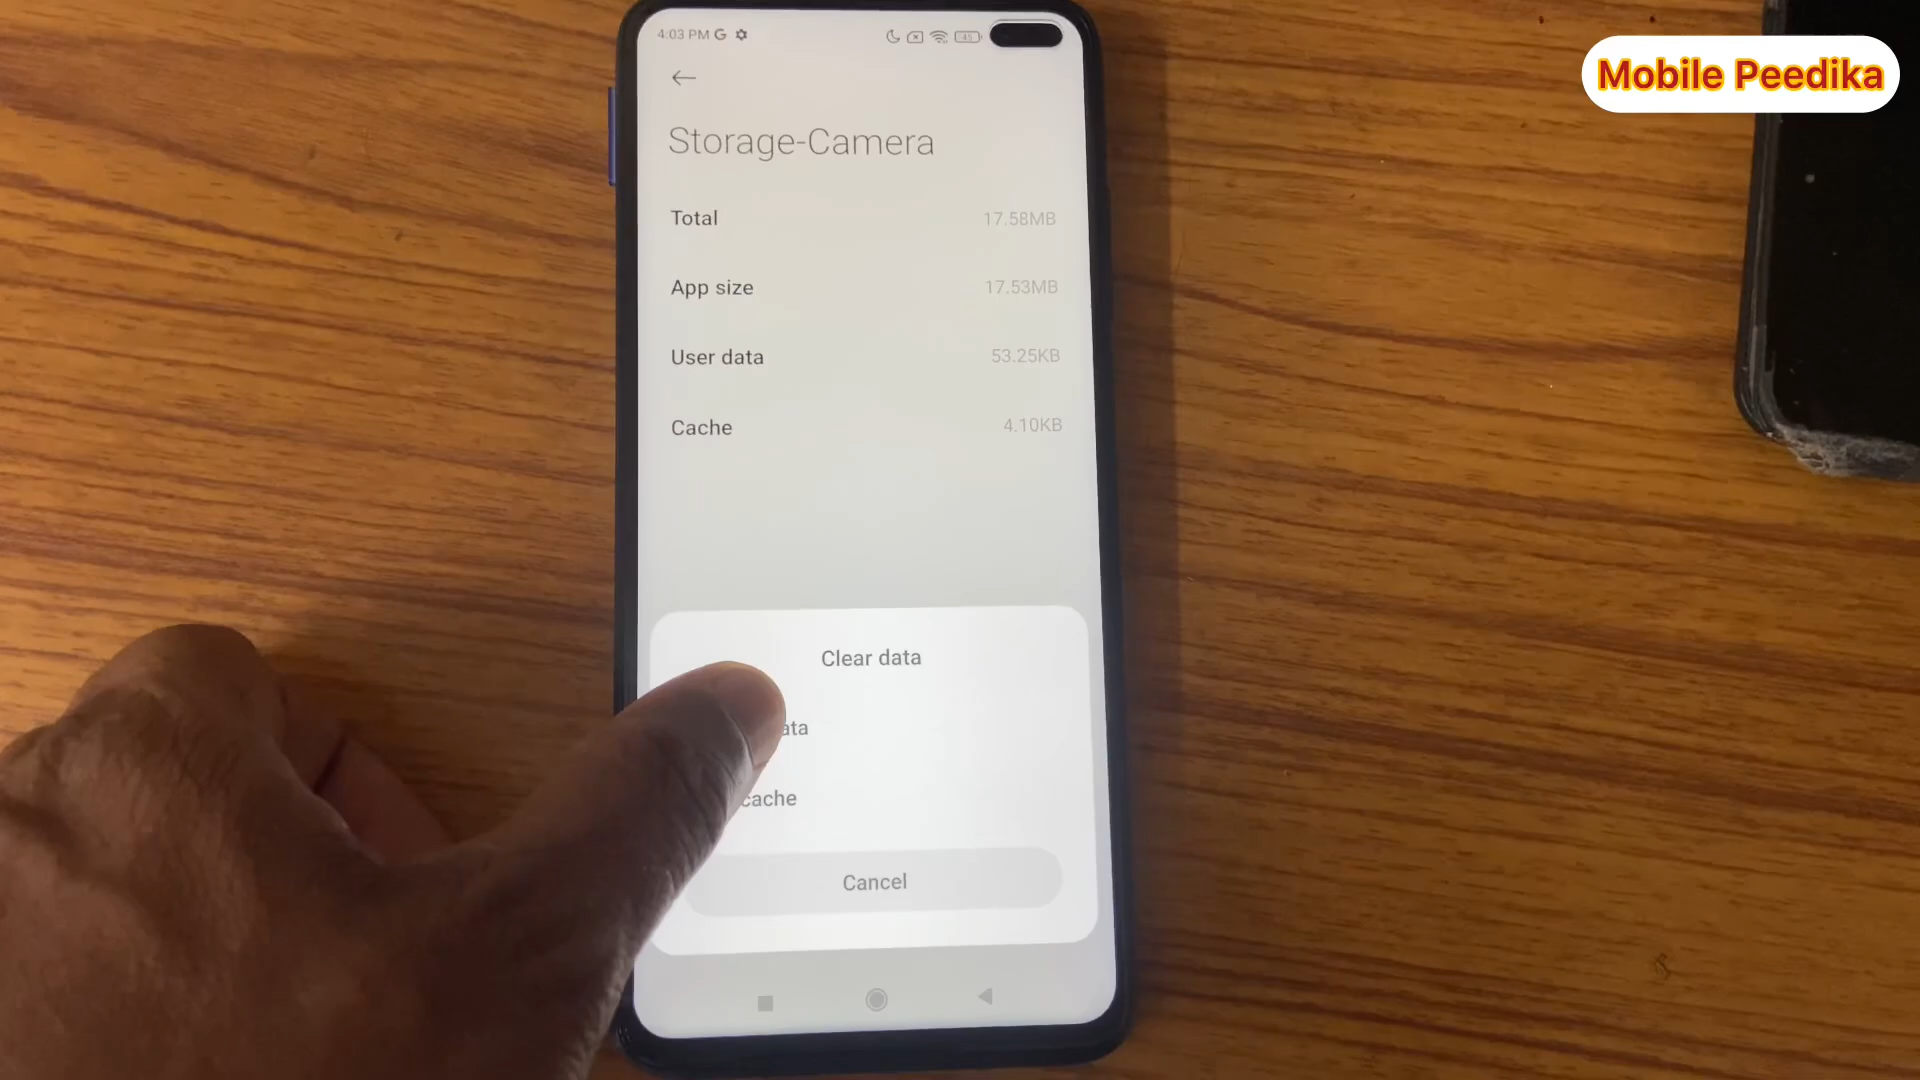 Mobile Peedika
4:03 PM G
45
Storage-Camera
Total 17.58MB
App size 17.53MB
User data 53.25KB
Cache 4.10KB
Clear data
cache
Cancel